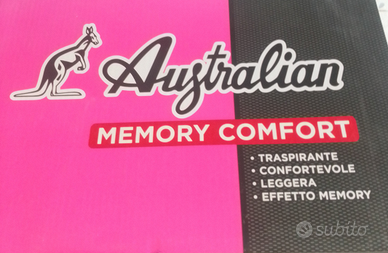 Australian
MEMORY COMFORT
• TRASPIRANTE
• CONFORTEVOLE
• LEGGERA
• EFFETTO MEMORY
subito